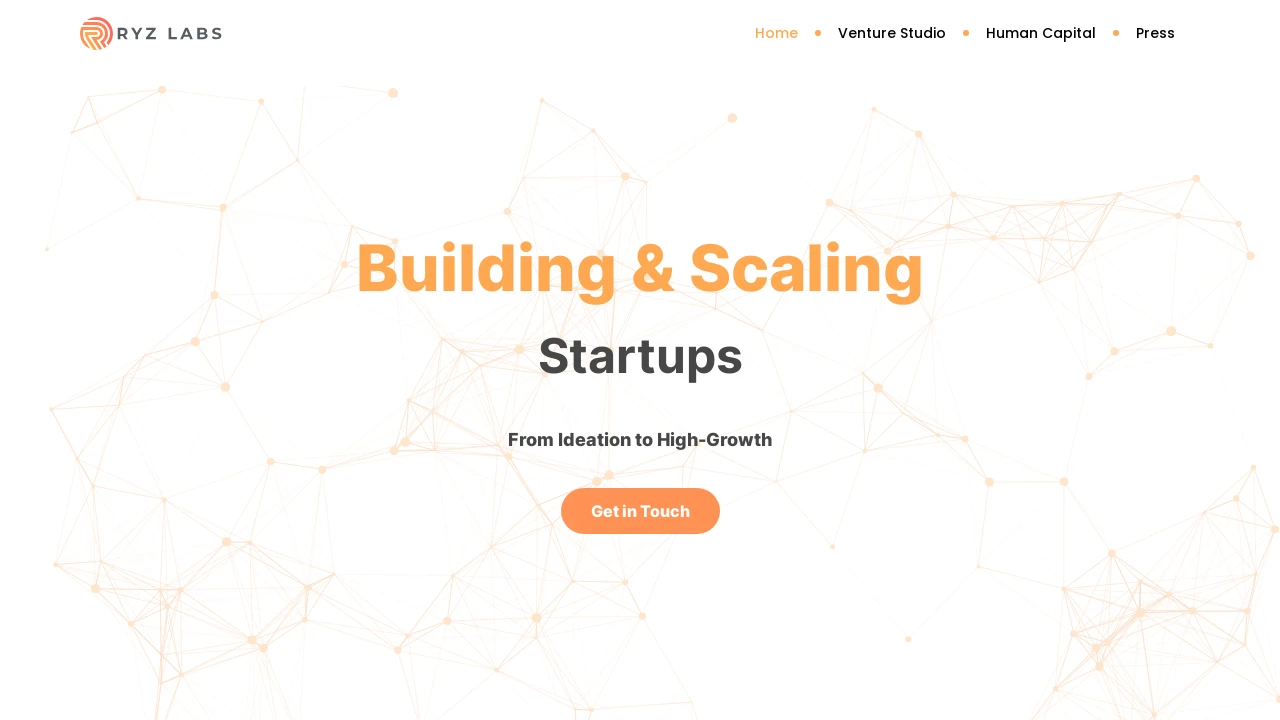 RYZ LABS
Home
Venture Studio
Human Capital
Press
Building & Scaling
Startups
From Ideation to High-Growth
Get in Touch